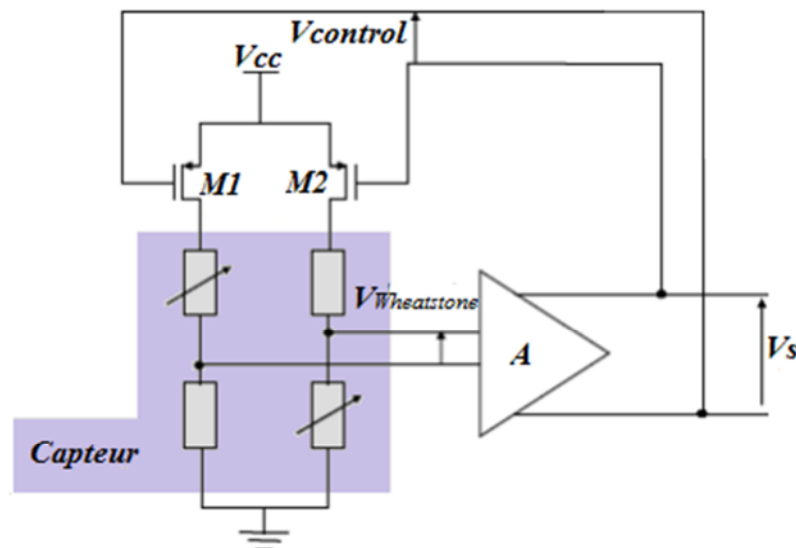 Vcontrol
Vcc
M1
M2
VWheatstone
A
Vs
Capteur